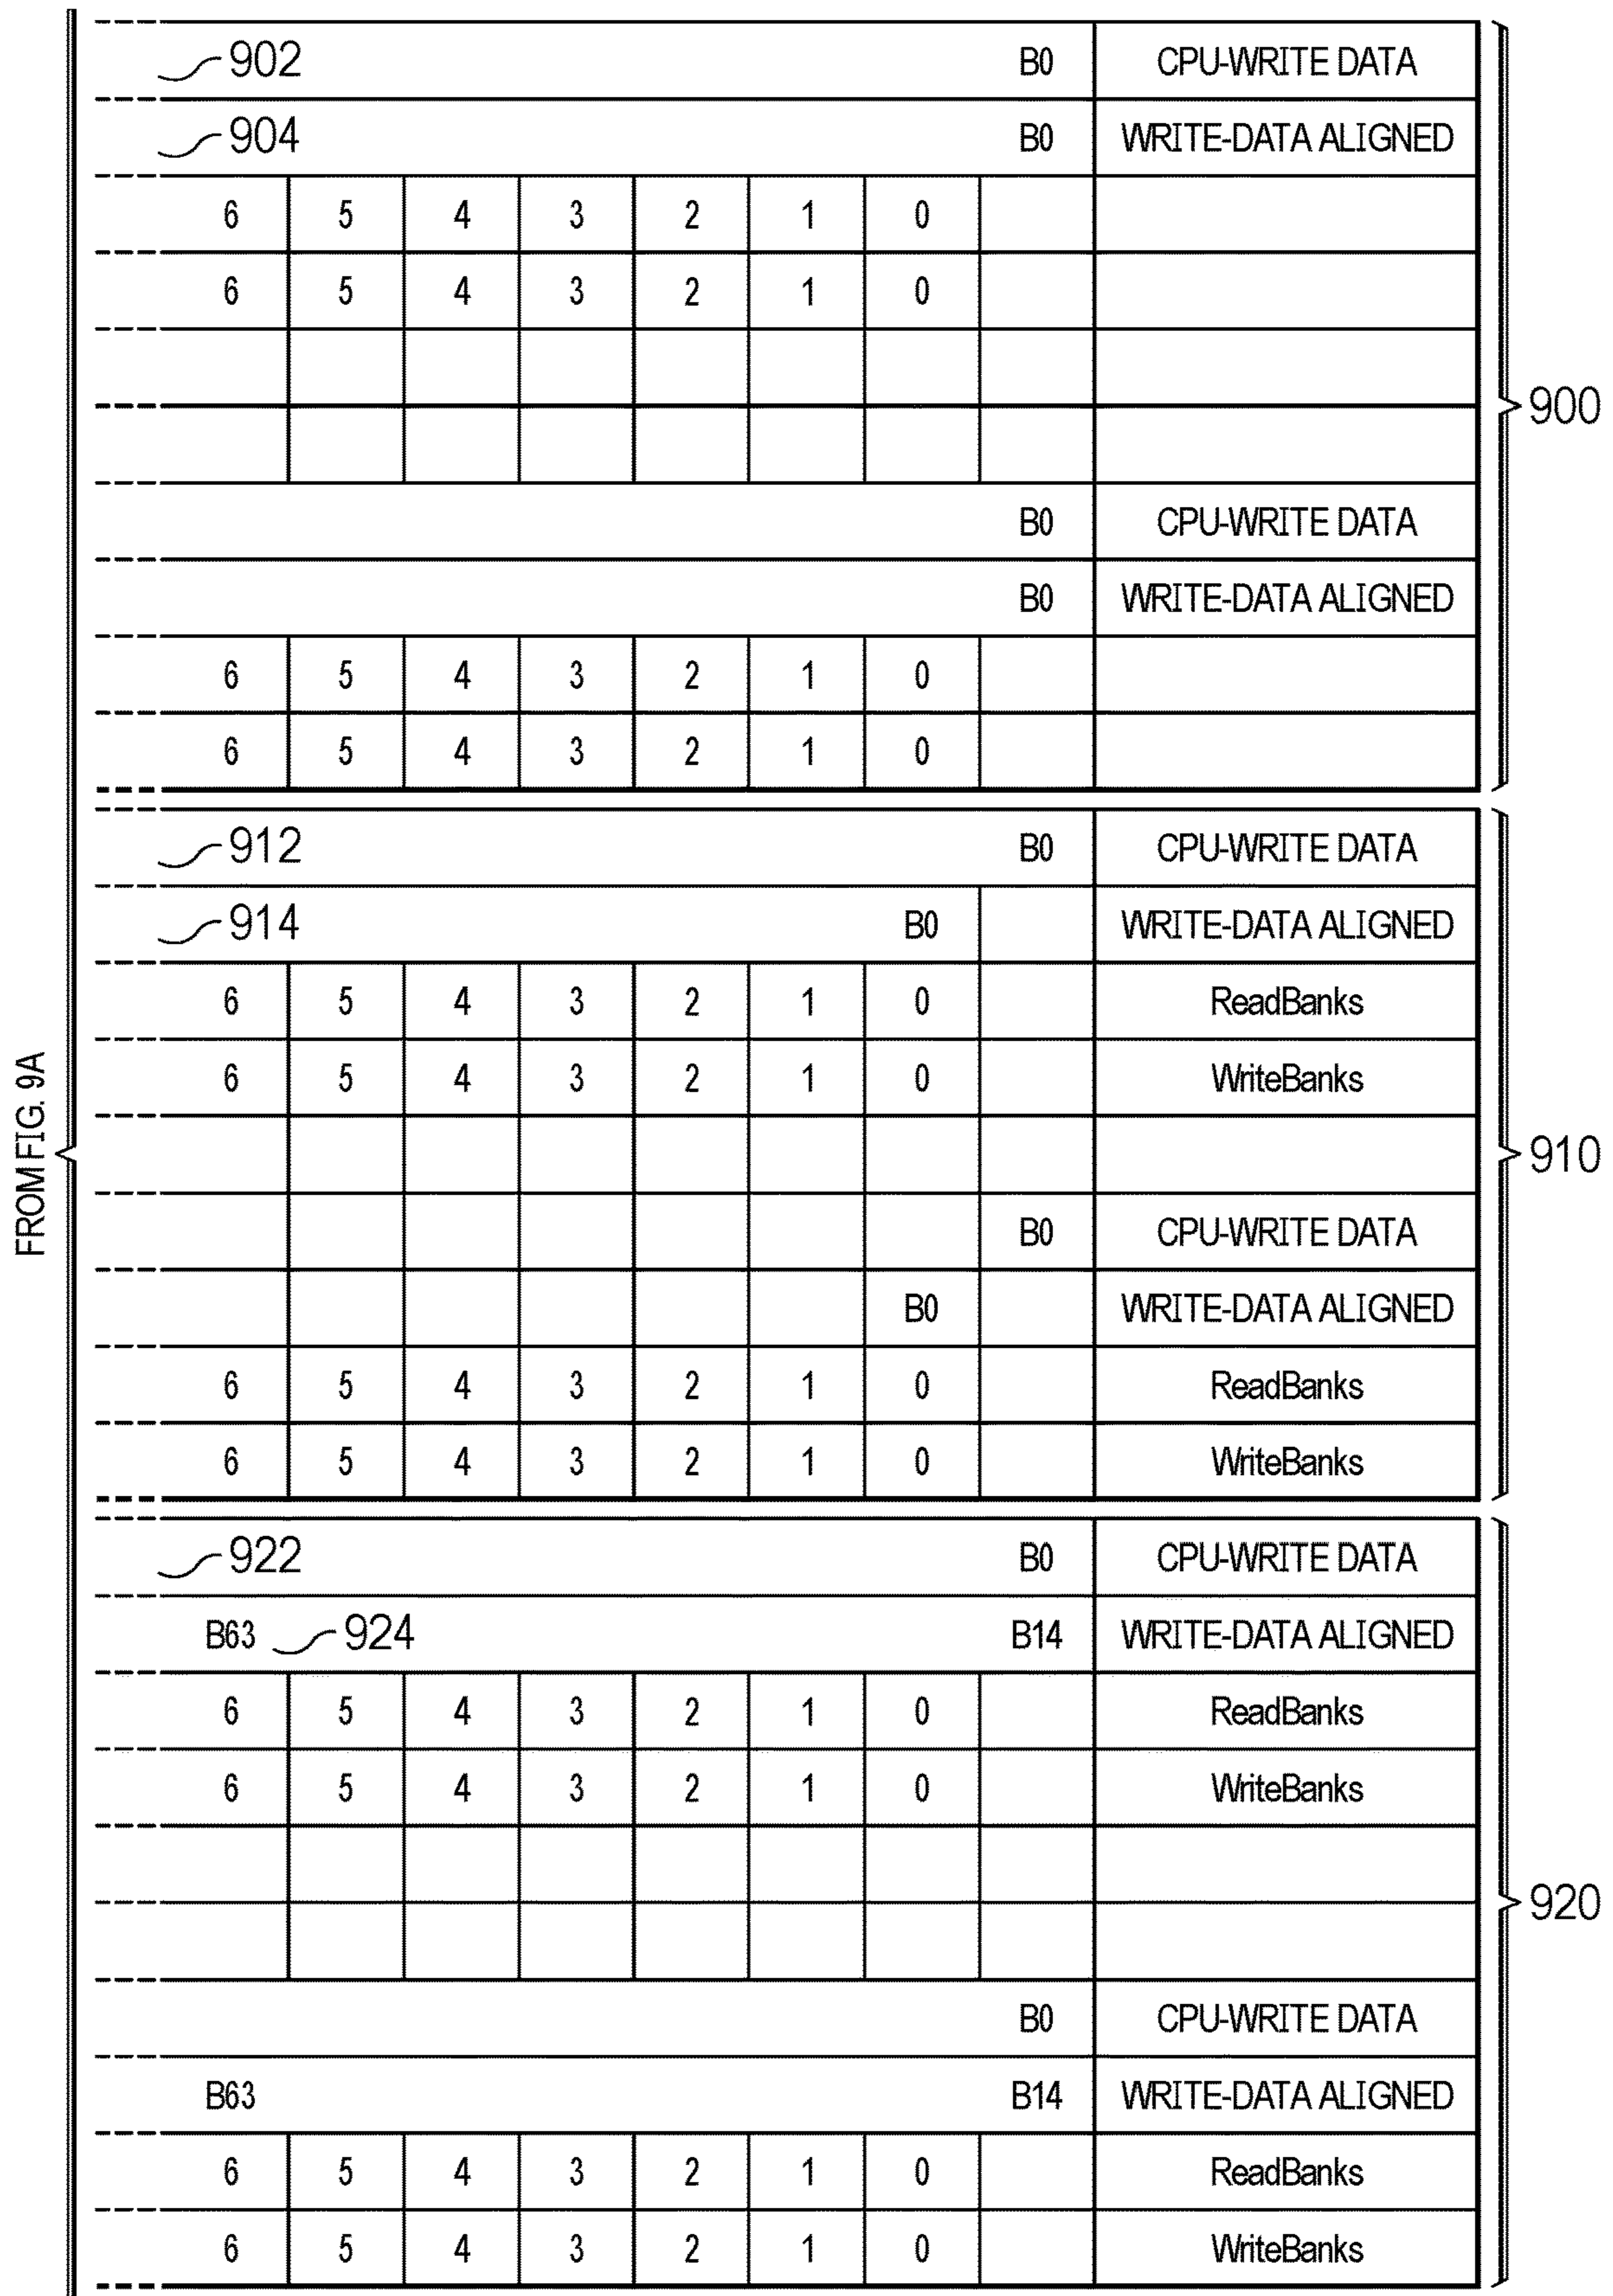 902 B0 CPU-WRITE DATA
904 B0 WRITE-DATA ALIGNED
6 5 4 3 2 1 0
6 5 4 3 2 1 0
900
B0 CPU-WRITE DATA
B0 WRITE-DATA ALIGNED
6 5 4 3 2 1 0
6 5 4 3 2 1 0
912 B0 CPU-WRITE DATA
914 B0 WRITE-DATA ALIGNED
6 5 4 3 2 1 0 ReadBanks
6 5 4 3 2 1 0 WriteBanks
FROM FIG. 9A
910
B0 CPU-WRITE DATA
B0 WRITE-DATA ALIGNED
6 5 4 3 2 1 0 ReadBanks
6 5 4 3 2 1 0 WriteBanks
922 B0 CPU-WRITE DATA
B63 924 B14 WRITE-DATA ALIGNED
6 5 4 3 2 1 0 ReadBanks
6 5 4 3 2 1 0 WriteBanks
920
B0 CPU-WRITE DATA
B63 B14 WRITE-DATA ALIGNED
6 5 4 3 2 1 0 ReadBanks
6 5 4 3 2 1 0 WriteBanks